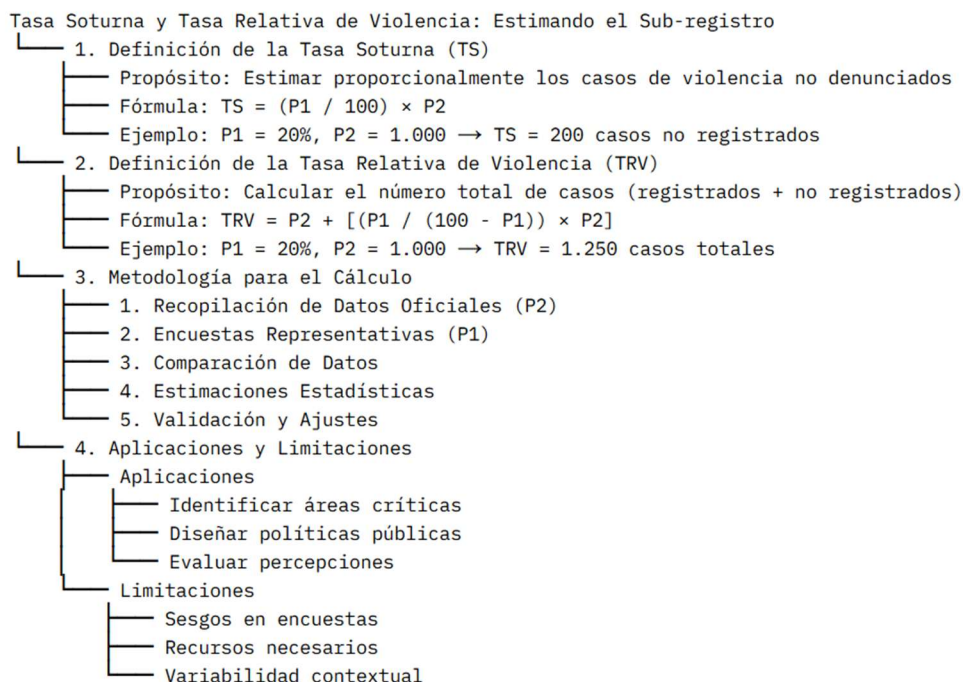 Tasa Soturna y Tasa Relativa de Violencia: Estimando el Sub-registro
1. Definición de la Tasa Soturna (TS)
Propósito: Estimar proporcionalmente los casos de violencia no denunciados
Fórmula: TS = (P1 / 100) × P2
Ejemplo: P1 = 20%, P2 = 1.000 → TS = 200 casos no registrados
2. Definición de la Tasa Relativa de Violencia (TRV)
Propósito: Calcular el número total de casos (registrados + no registrados)
Fórmula: TRV = P2 + [(P1 / (100 - P1)) × P2]
Ejemplo: P1 = 20%, P2 = 1.000 → TRV = 1.250 casos totales
3. Metodología para el Cálculo
1. Recopilación de Datos Oficiales (P2)
2. Encuestas Representativas (P1)
3. Comparación de Datos
4. Estimaciones Estadísticas
5. Validación y Ajustes
4. Aplicaciones y Limitaciones
Aplicaciones
Identificar áreas críticas
Diseñar políticas públicas
Evaluar percepciones
Limitaciones
Sesgos en encuestas
Recursos necesarios
Variabilidad contextual